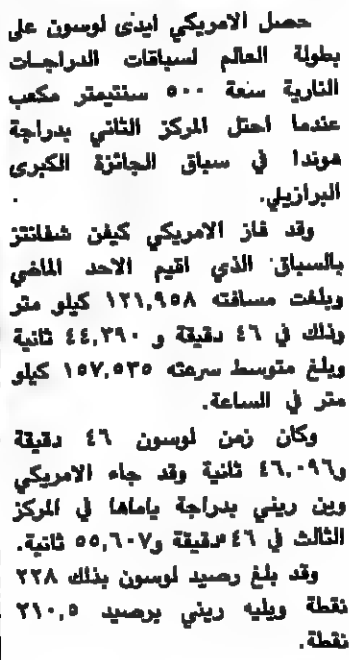 حصل الامريكي ايدى لوسون على
بطولة العالم لسباقات الدراجات
النارية سعة ٥٠٠ سنتيمتر مكعب
عندما احتل المركز الثاني بدراجة
هوندا في سباق الجائزة الكبرى
البرازيلي.
وقد فاز الامريكي كيفن شفانتز
بالسباق الذي اقيم الاحد الماضي
وبلغت مسافته ١٢١,٩٥٨ كيلو متر
وذلك في ٤٦ دقيقة و ٤٤,٢٩٠ ثانية
وبلغ متوسط سرعته ١٥٧,٥٣٥ كيلو
متر في الساعة.
وكان زمن لوسون ٤٦ دقيقة
و٤٦,٠٩٦ ثانية وقد جاء الامريكي
وين ريني بدراجة ياماها في المركز
الثالث في ٤٦ دقيقة و٥٥,٦٠٧ ثانية.
وقد بلغ رصيد لوسون بذلك ٢٢٨
نقطة ويليه ريني برصيد ٢١٠,٥
نقطة.